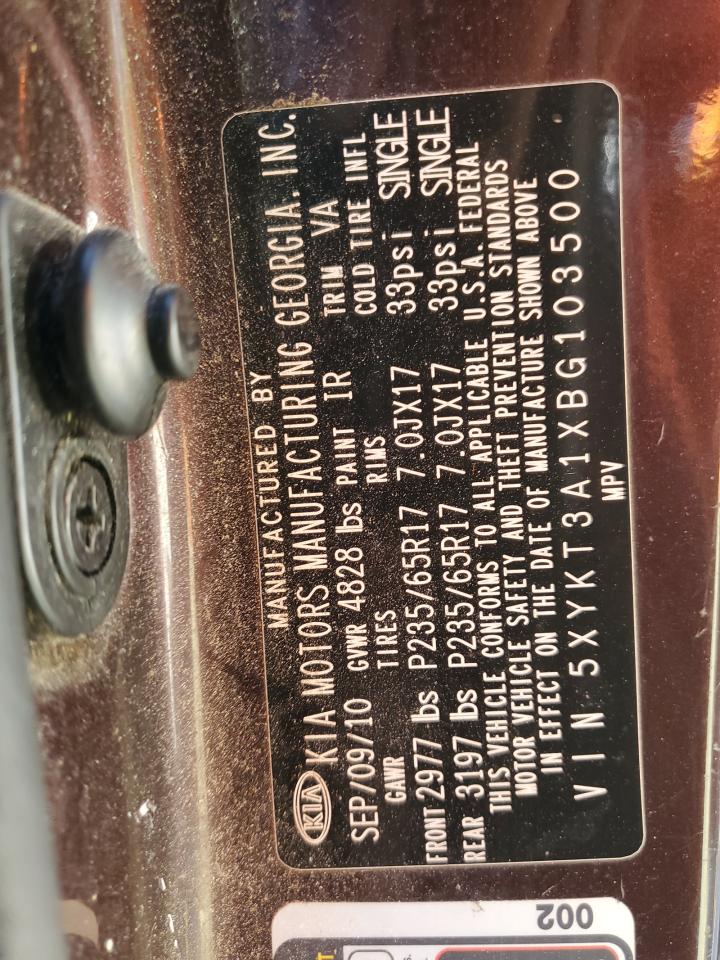 MANUFACTURED BY
KIA KIA MOTORS MANUFACTURING GEORGIA, INC.
SEP/09/10 GVWR 4828 lbs PAINT IR TRIM VA
GAWR TIRES RIMS COLD TIRE INFL
FRONT 2977 lbs P235/65R17 7.0JX17 33psi SINGLE
REAR 3197 lbs P235/65R17 7.0JX17 33psi SINGLE
THIS VEHICLE CONFORMS TO ALL APPLICABLE U.S.A. FEDERAL
MOTOR VEHICLE SAFETY AND THEFT PREVENTION STANDARDS
IN EFFECT ON THE DATE OF MANUFACTURE SHOWN ABOVE
VIN 5XYKT3A1XBG103500
MPV
002